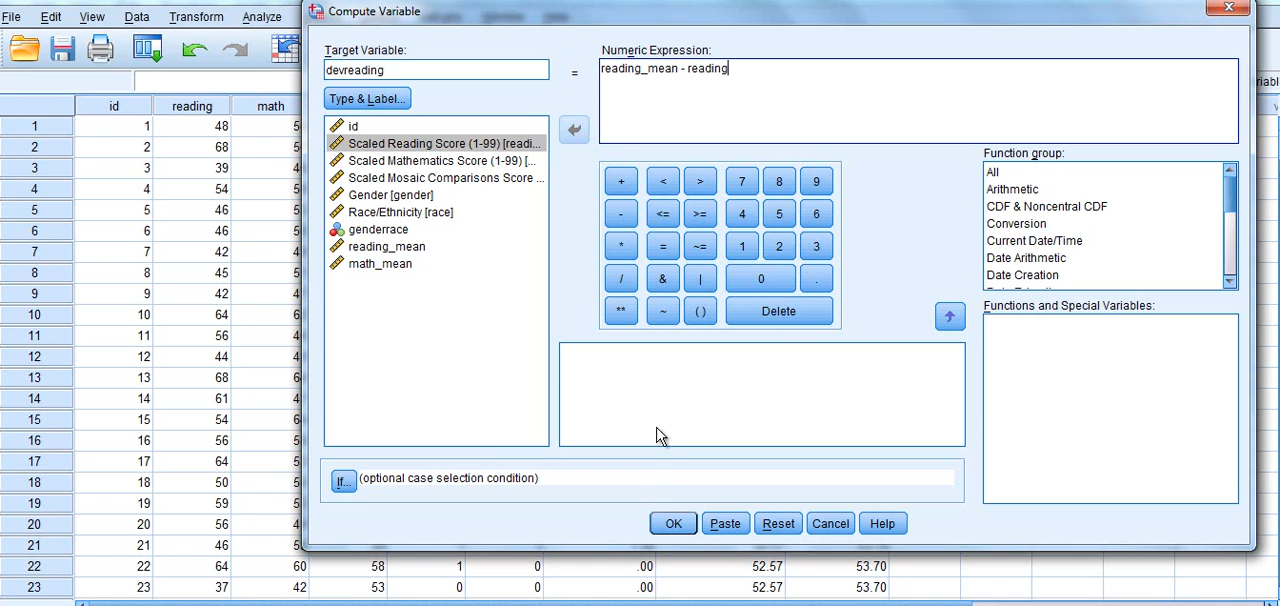 Compute Variable
File Edit View Data Transform Analyze
Target Variable:
devreading
=
Numeric Expression:
reading_mean - reading
Type & Label...
id
Scaled Reading Score (1-99) [readi...
Scaled Mathematics Score (1-99) [...
Scaled Mosaic Comparisons Score ...
Gender [gender]
Race/Ethnicity [race]
genderrace
reading_mean
math_mean
+ < > 7 8 9
- <= >= 4 5 6
* = ~= 1 2 3
/ & | 0 .
** ~ ( ) Delete
Function group:
All
Arithmetic
CDF & Noncentral CDF
Conversion
Current Date/Time
Date Arithmetic
Date Creation
Functions and Special Variables:
If... (optional case selection condition)
OK Paste Reset Cancel Help
id reading math
1 1 48 5
2 2 68 5
3 3 39
4 4 54
5 5 46
6 6 46
7 7 42
8 8 45
9 9 42
10 10 64
11 11 56
12 12 44
13 13 68
14 14 61
15 15 54
16 16 56
17 17 64
18 18 50
19 19 59
20 20 56
21 21 46
22 22 64 60 58 1 0 .00 52.57 53.70
23 23 37 42 53 0 0 .00 52.57 53.70